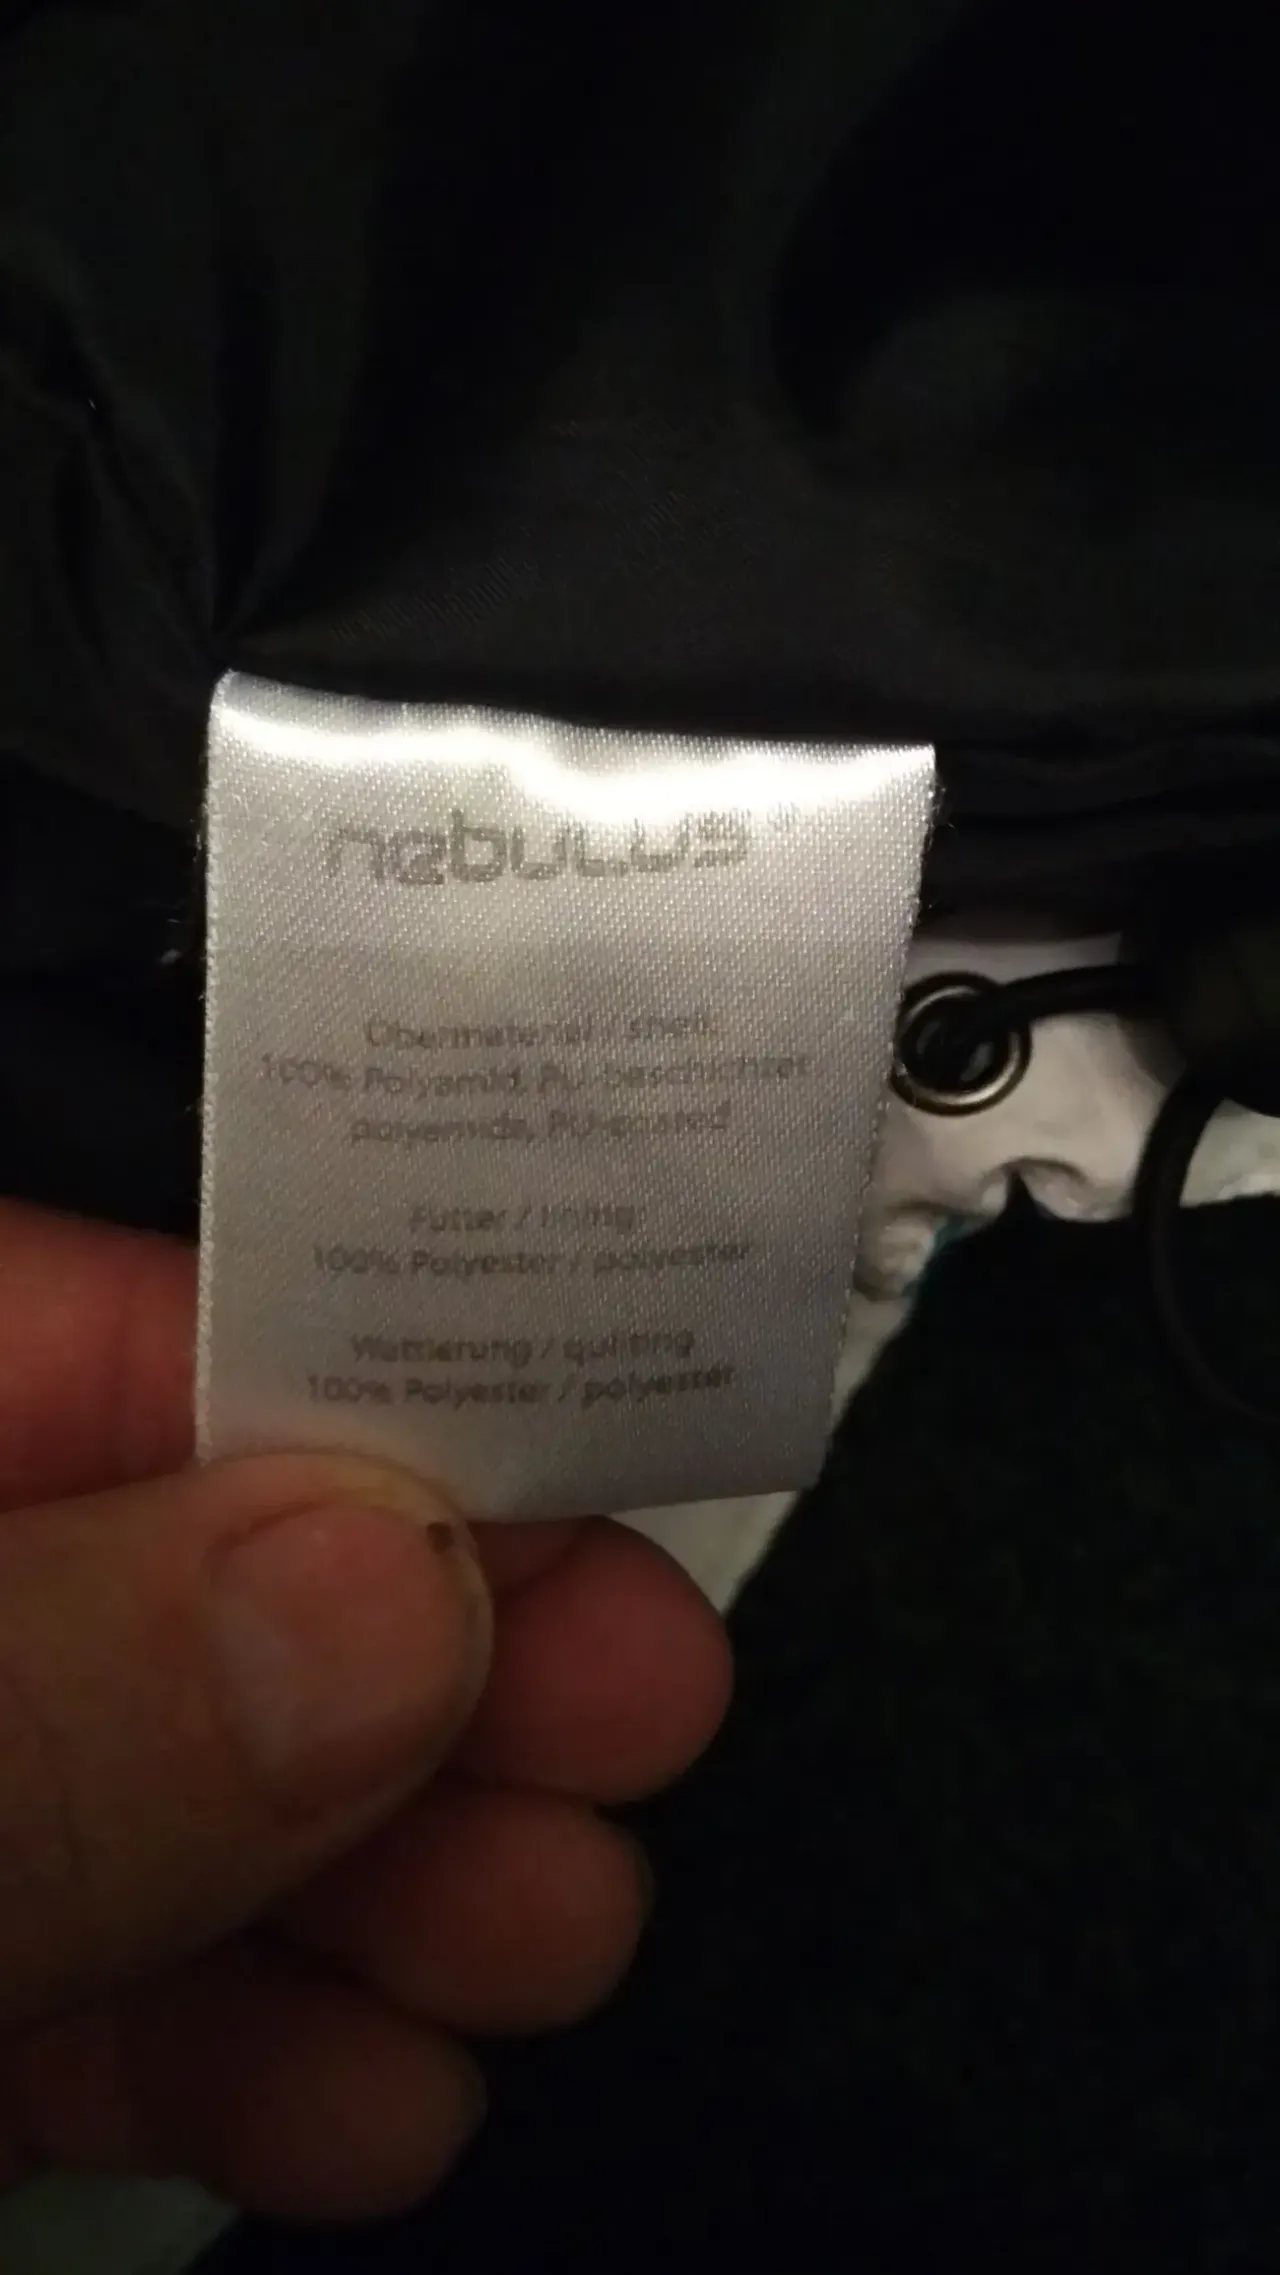 nebulus®
Obermaterial / shell:
100% Polyamid, PU-beschichtet
polyamide, PU-coated
Futter / lining:
100% Polyester / polyester
Wattierung / quilting
100% Polyester / polyester